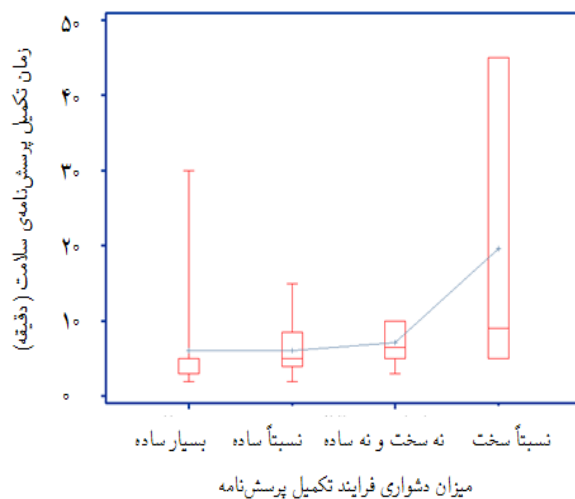 زمان تکمیل پرسش‌نامه‌ی سلامت (دقیقه)
۵۰
۴۰
۳۰
۲۰
۱۰
۰
بسیار ساده
نسبتاً ساده
نه سخت و نه ساده
نسبتاً سخت
میزان دشواری فرایند تکمیل پرسش‌نامه